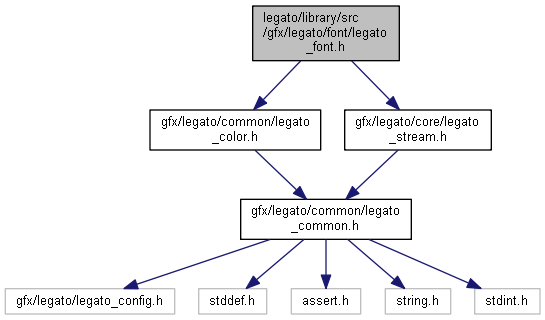 legato/library/src
/gfx/legato/font/legato
_font.h
gfx/legato/common/legato
_color.h
gfx/legato/core/legato
_stream.h
gfx/legato/common/legato
_common.h
gfx/legato/legato_config.h
stddef.h
assert.h
string.h
stdint.h